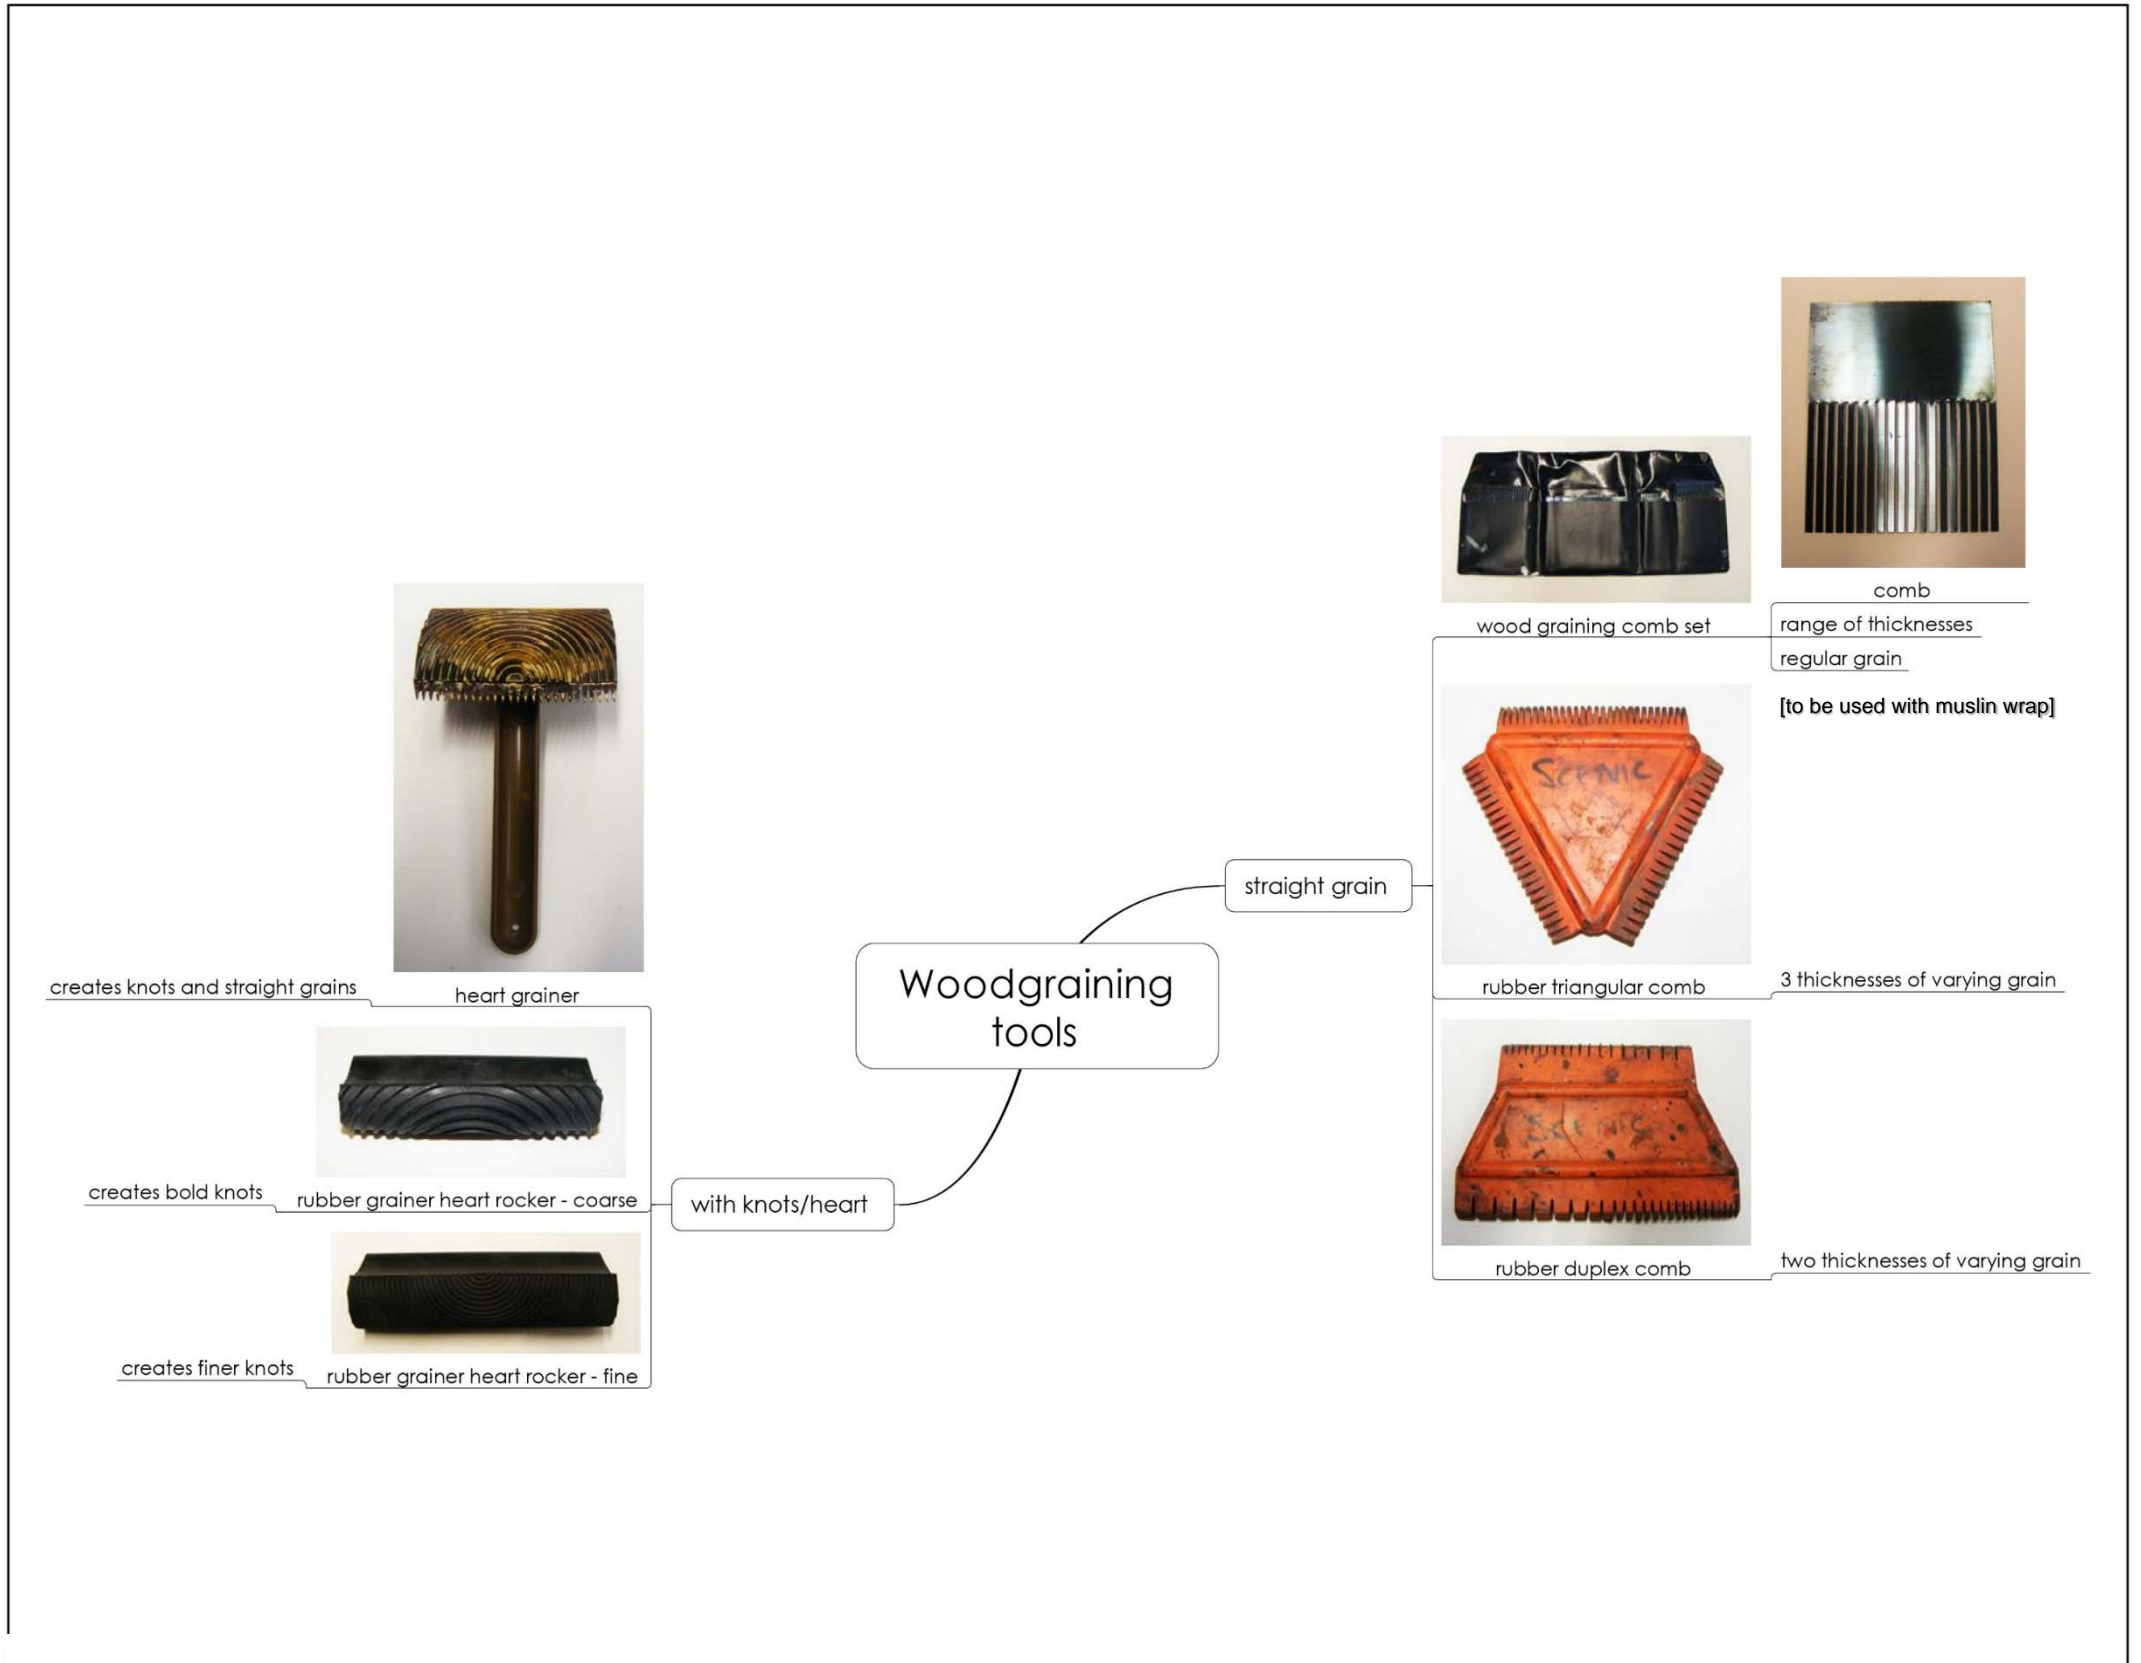 Woodgraining
tools
straight grain
wood graining comb set
comb
range of thicknesses
regular grain
[to be used with muslin wrap]
SCENIC
rubber triangular comb
3 thicknesses of varying grain
SCENIC
rubber duplex comb
two thicknesses of varying grain
with knots/heart
heart grainer
creates knots and straight grains
rubber grainer heart rocker - coarse
creates bold knots
rubber grainer heart rocker - fine
creates finer knots